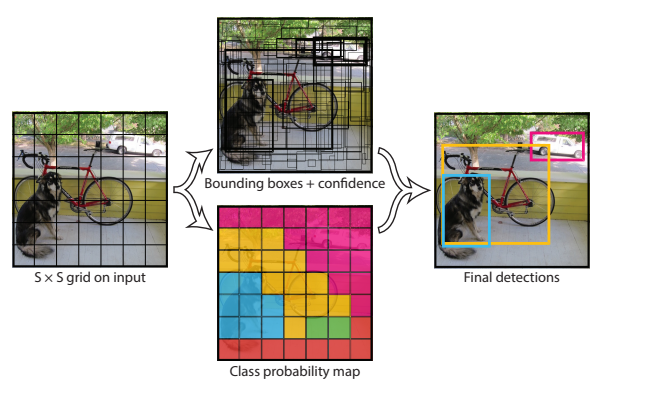 Bounding boxes + confidence
S × S grid on input
Final detections
Class probability map